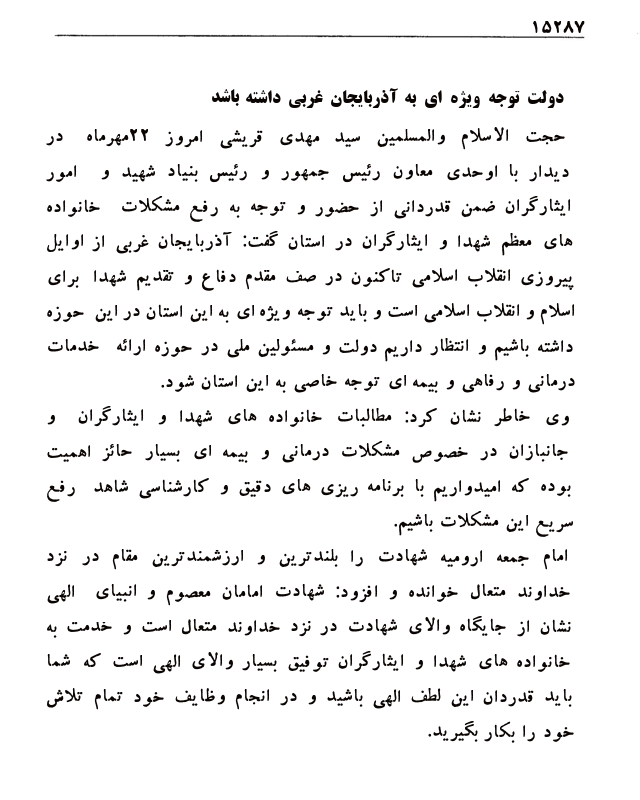 ۱۵۲۸۷
دولت توجه ویژه ای به آذربایجان غربی داشته باشد
حجت الاسلام والمسلمین سید مهدی قریشی امروز ۲۲مهرماه در
دیدار با اوحدی معاون رئیس جمهور و رئیس بنیاد شهید و امور
ایثارگران ضمن قدردانی از حضور و توجه به رفع مشکلات خانواده
های معظم شهدا و ایثارگران در استان گفت: آذربایجان غربی از اوایل
پیروزی انقلاب اسلامی تاکنون در صف مقدم دفاع و تقدیم شهدا برای
اسلام و انقلاب اسلامی است و باید توجه ویژه ای به این استان در این حوزه
داشته باشیم و انتظار داریم دولت و مسئولین ملی در حوزه ارائه خدمات
درمانی و رفاهی و بیمه ای توجه خاصی به این استان شود.
وی خاطر نشان کرد: مطالبات خانواده های شهدا و ایثارگران و
جانبازان در خصوص مشکلات درمانی و بیمه ای بسیار حائز اهمیت
بوده که امیدواریم با برنامه ریزی های دقیق و کارشناسی شاهد رفع
سریع این مشکلات باشیم.
امام جمعه ارومیه شهادت را بلندترین و ارزشمندترین مقام در نزد
خداوند متعال خوانده و افزود: شهادت امامان معصوم و انبیای الهی
نشان از جایگاه والای شهادت در نزد خداوند متعال است و خدمت به
خانواده های شهدا و ایثارگران توفیق بسیار والای الهی است که شما
باید قدردان این لطف الهی باشید و در انجام وظایف خود تمام تلاش
خود را بکار بگیرید.